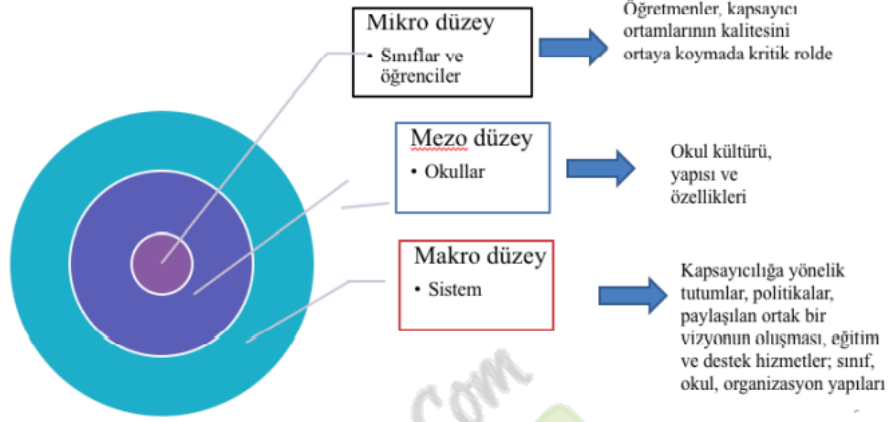 Mikro düzey
• Sınıflar ve
öğrenciler
Öğretmenler, kapsayıcı
ortamlarının kalitesini
ortaya koymada kritik rolde
Mezo düzey
• Okullar
Okul kültürü,
yapısı ve
özellikleri
Makro düzey
• Sistem
Kapsayıcılığa yönelik
tutumlar, politikalar,
paylaşılan ortak bir
vizyonun oluşması, eğitim
ve destek hizmetler; sınıf,
okul, organizasyon yapıları
Com